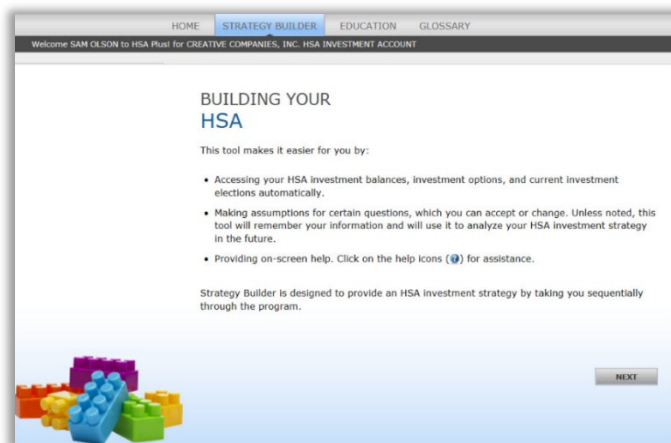 HOME STRATEGY BUILDER EDUCATION GLOSSARY
Welcome SAM OLSON to HSA Plus! for CREATIVE COMPANIES, INC. HSA INVESTMENT ACCOUNT
BUILDING YOUR
HSA
This tool makes it easier for you by:
• Accessing your HSA investment balances, investment options, and current investment
elections automatically.
• Making assumptions for certain questions, which you can accept or change. Unless noted, this
tool will remember your information and will use it to analyze your HSA investment strategy
in the future.
• Providing on-screen help. Click on the help icons (?) for assistance.
Strategy Builder is designed to provide an HSA investment strategy by taking you sequentially
through the program.
NEXT